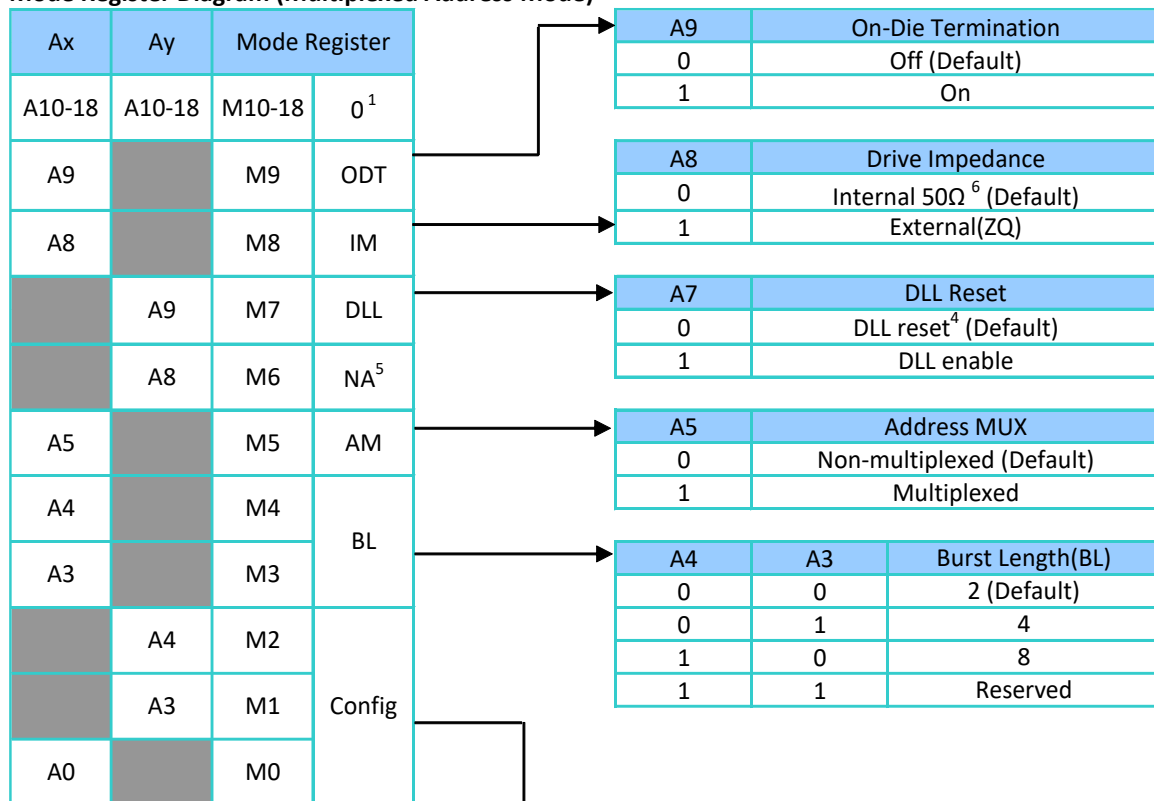 Mode Register Diagram (Multiplexed Address Mode)
Ax Ay Mode Register
A10-18 A10-18 M10-18 0 1
A9 M9 ODT
A8 M8 IM
A9 M7 DLL
A8 M6 NA5
A5 M5 AM
A4 M4
BL
A3 M3
A4 M2
A3 M1 Config
A0 M0
A9 On-Die Termination
0 Off (Default)
1 On
A8 Drive Impedance
0 Internal 50Ω 6 (Default)
1 External(ZQ)
A7 DLL Reset
0 DLL reset4 (Default)
1 DLL enable
A5 Address MUX
0 Non-multiplexed (Default)
1 Multiplexed
A4 A3 Burst Length(BL)
0 0 2 (Default)
0 1 4
1 0 8
1 1 Reserved